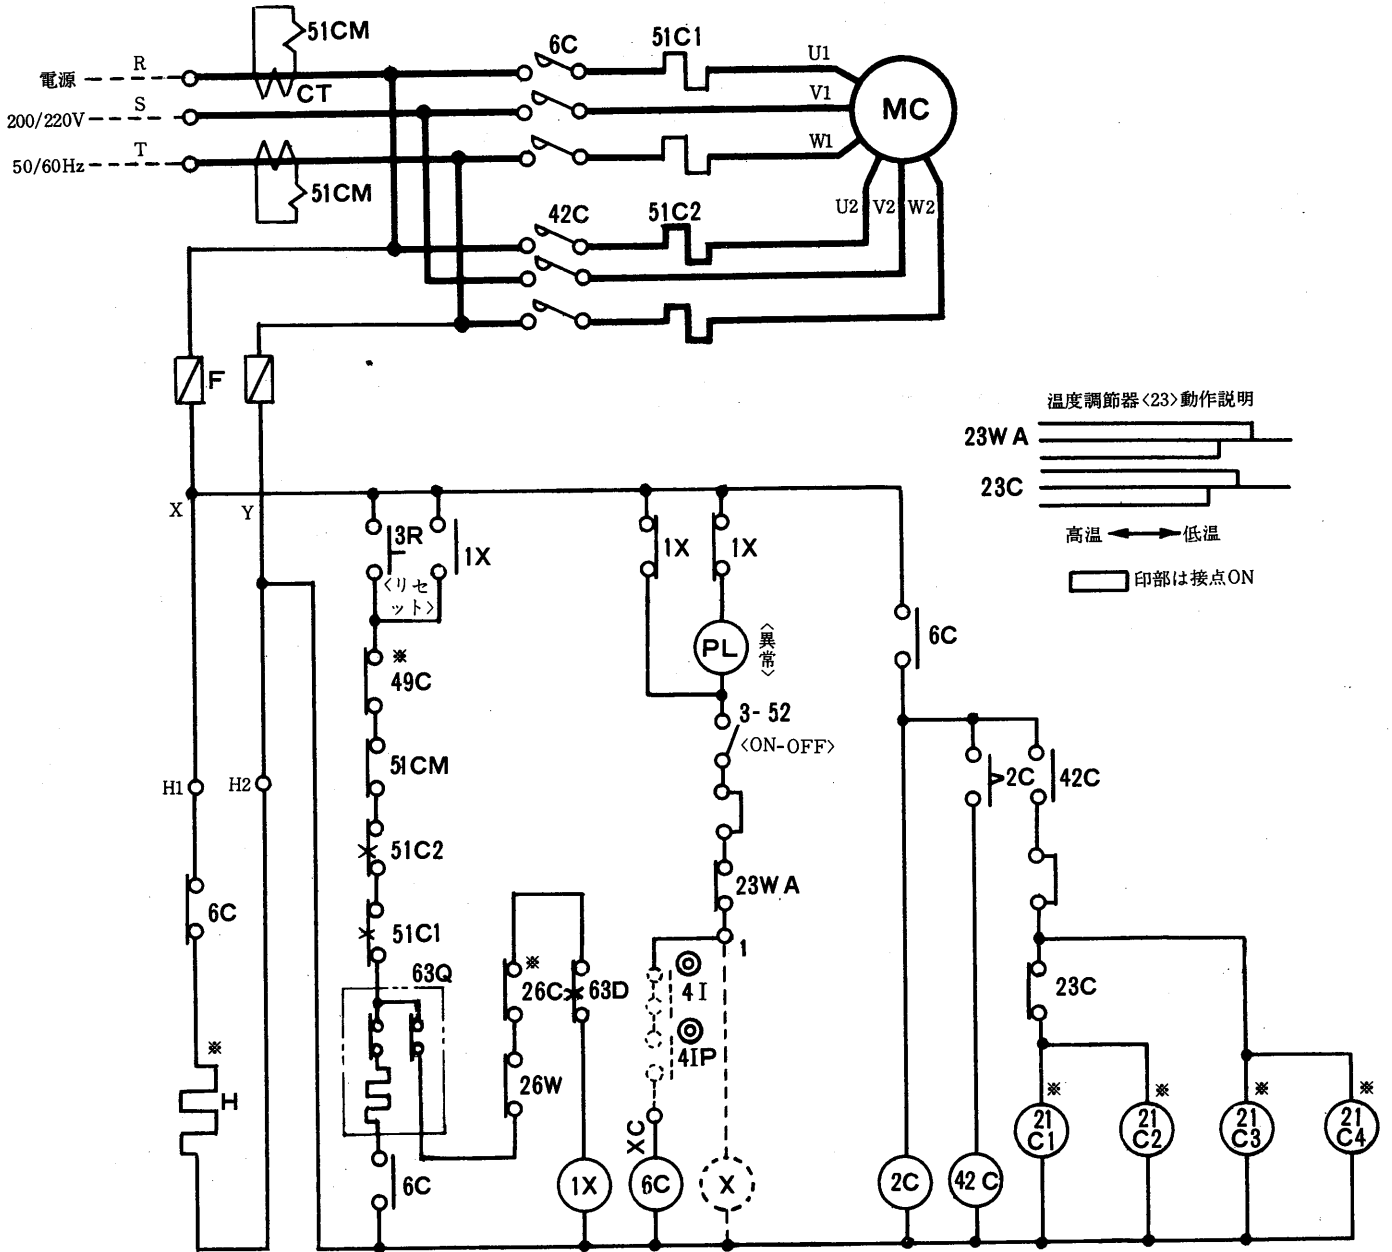 51CM
R
6C
51C1
U1
電源
CT
S
V1
MC
200/220V
T
W1
50/60Hz
51CM
U2 V2 W2
42C
51C2
F
温度調節器〈23〉動作説明
23WA
23C
高温 低温
印部は接点ON
X
Y
3R
〈リセ
ット〉
1X
1X
1X
PL
〈異常〉
6C
※
49C
3-52
〈ON-OFF〉
51CM
H1
H2
2C
42C
51C2
23WA
6C
51C1
1
63Q
※
26C
63D
◎
4I
23C
◎
4IP
26W
※
H
※
21
C1
※
21
C2
※
21
C3
※
21
C4
XC
6C
1X
6C
X
2C
42C